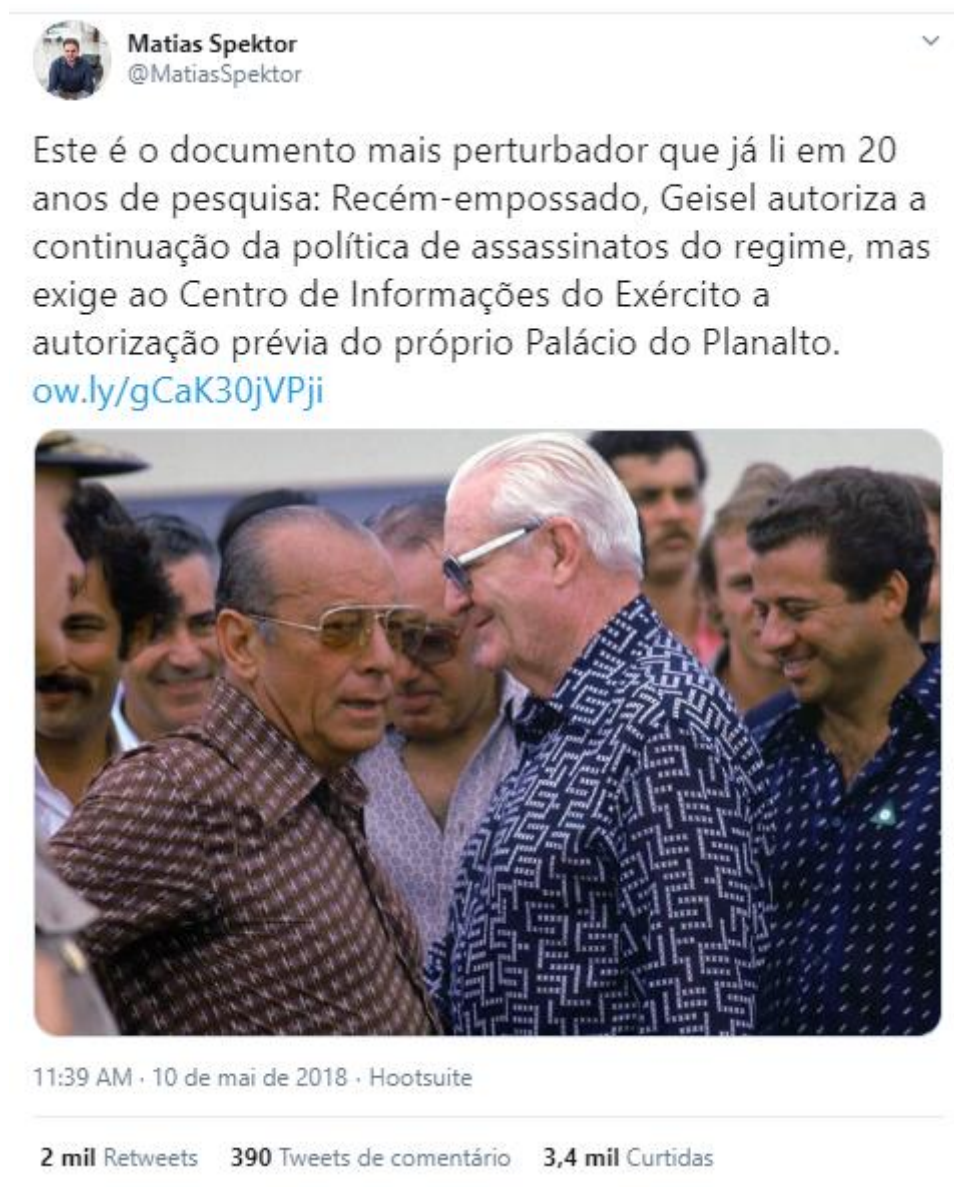 Matias Spektor
@MatiasSpektor
Este é o documento mais perturbador que já li em 20
anos de pesquisa: Recém-empossado, Geisel autoriza a
continuação da política de assassinatos do regime, mas
exige ao Centro de Informações do Exército a
autorização prévia do próprio Palácio do Planalto.
ow.ly/gCaK30jVPji
11:39 AM · 10 de mai de 2018 · Hootsuite
2 mil Retweets 390 Tweets de comentário 3,4 mil Curtidas